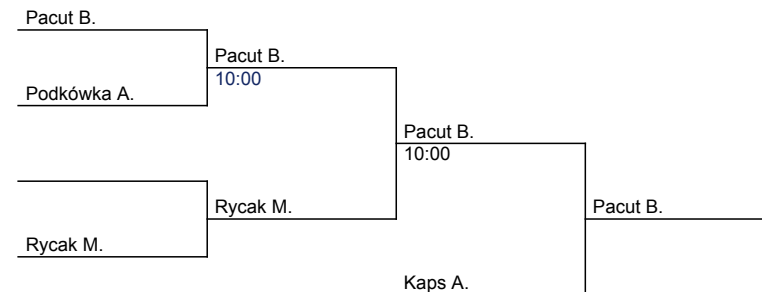 Pacut B.
Pacut B.
10:00
Podkówka A.
Pacut B.
10:00
Rycak M.
Pacut B.
Rycak M.
Kaps A.